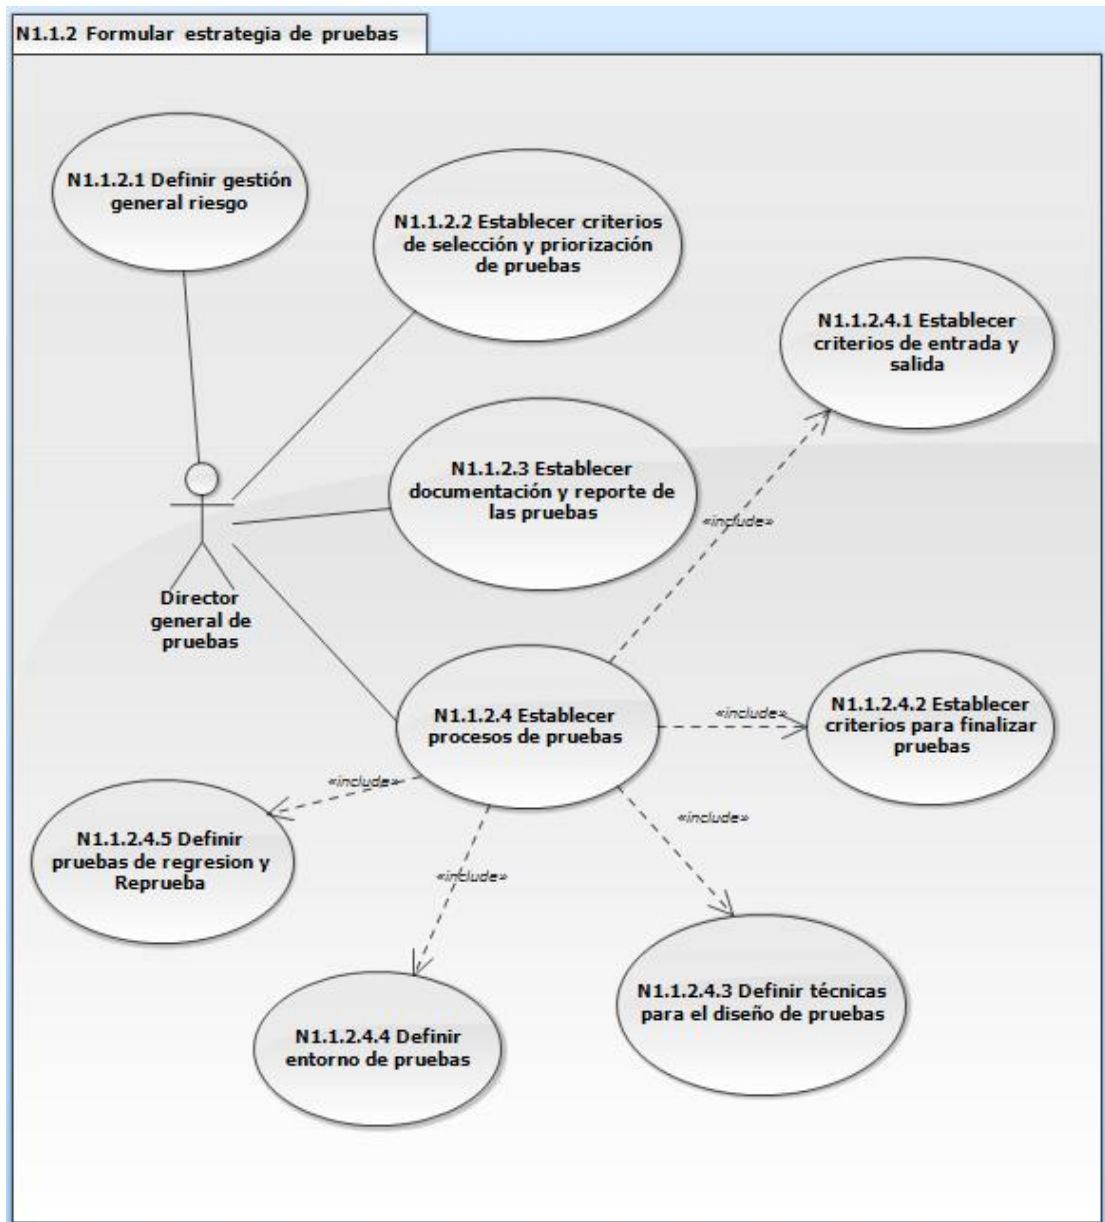 N1.1.2 Formular estrategia de pruebas
N1.1.2.1 Definir gestión
general riesgo
N1.1.2.2 Establecer criterios
de selección y priorización
de pruebas
N1.1.2.4.1 Establecer
criterios de entrada y
salida
N1.1.2.3 Establecer
documentación y reporte de
las pruebas
«include»
Director
general de
pruebas
N1.1.2.4 Establecer
procesos de pruebas
«include»
N1.1.2.4.2 Establecer
criterios para finalizar
pruebas
«include»
N1.1.2.4.5 Definir
pruebas de regresion y
Reprueba
«include»
«include»
N1.1.2.4.4 Definir
entorno de pruebas
N1.1.2.4.3 Definir técnicas
para el diseño de pruebas